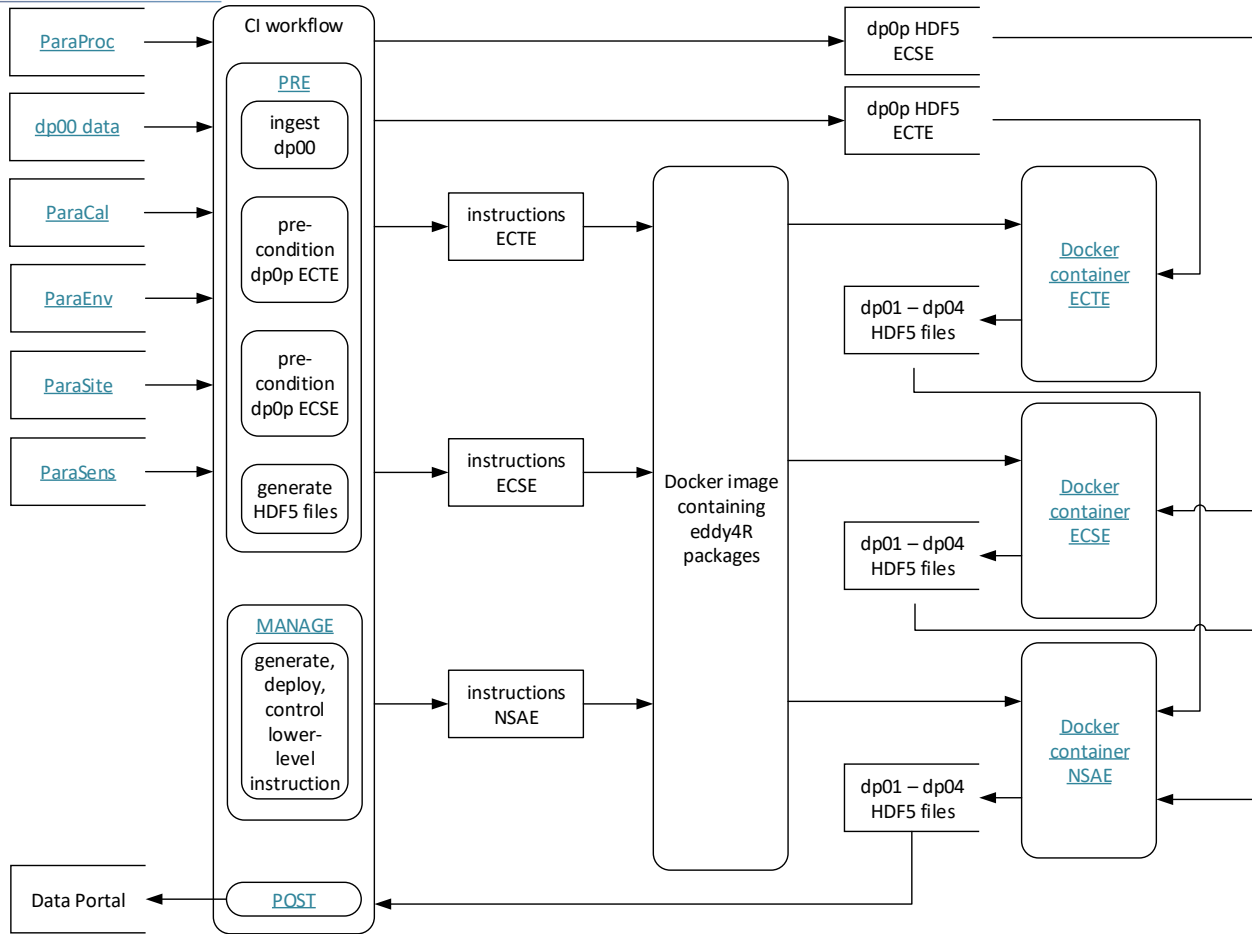 ParaProc
dp00 data
ParaCal
ParaEnv
ParaSite
ParaSens
Data Portal
CI workflow
PRE
ingest
dp00
pre-
condition
dp0p ECTE
pre-
condition
dp0p ECSE
generate
HDF5 files
MANAGE
generate,
deploy,
control
lower-
level
instruction
POST
instructions
ECTE
instructions
ECSE
instructions
NSAE
Docker image
containing
eddy4R
packages
dp0p HDF5
ECSE
dp0p HDF5
ECTE
dp01 – dp04
HDF5 files
dp01 – dp04
HDF5 files
dp01 – dp04
HDF5 files
Docker
container
ECTE
Docker
container
ECSE
Docker
container
NSAE